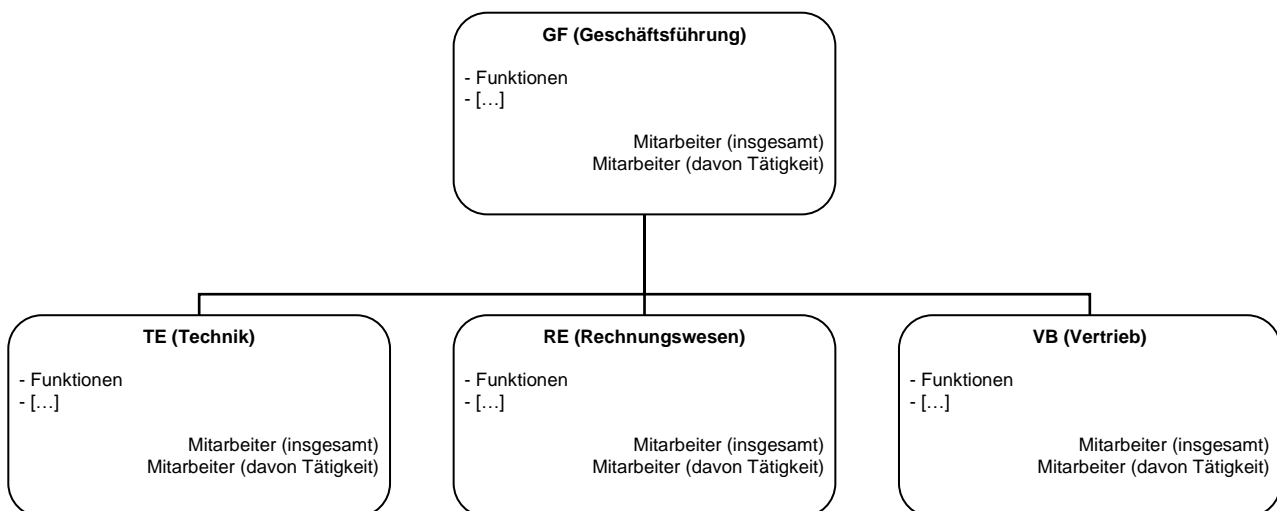 GF (Geschäftsführung)
- Funktionen
- […]
Mitarbeiter (insgesamt)
Mitarbeiter (davon Tätigkeit)
TE (Technik)
- Funktionen
- […]
Mitarbeiter (insgesamt)
Mitarbeiter (davon Tätigkeit)
RE (Rechnungswesen)
- Funktionen
- […]
Mitarbeiter (insgesamt)
Mitarbeiter (davon Tätigkeit)
VB (Vertrieb)
- Funktionen
- […]
Mitarbeiter (insgesamt)
Mitarbeiter (davon Tätigkeit)